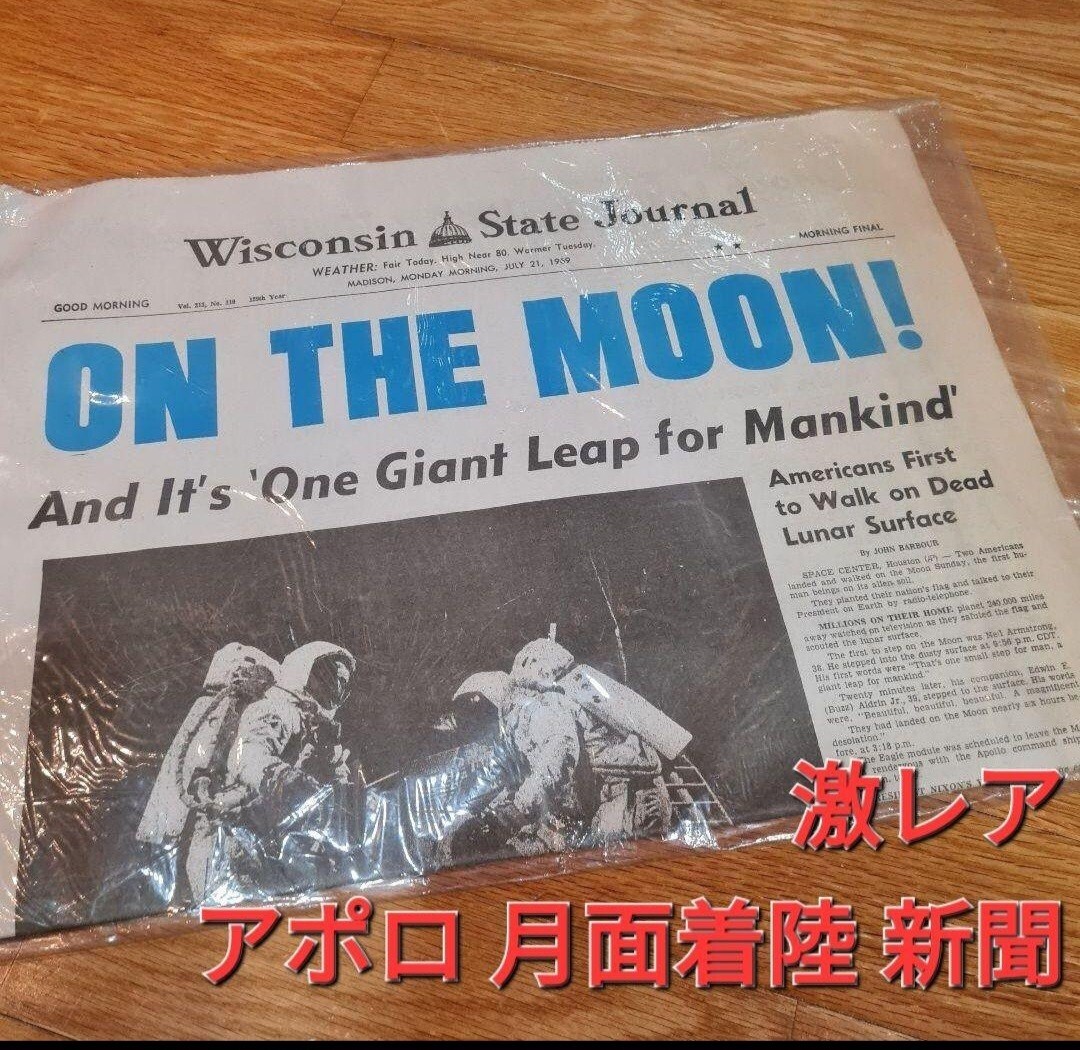 Wisconsin State Journal
WEATHER: Fair Today. High Near 80. Warmer Tuesday.
MADISON, MONDAY MORNING, JULY 21, 1969
★ ★
MORNING FINAL
GOOD MORNING
Vol. 213, No. 110 130th Year
ON THE MOON!
And It's 'One Giant Leap for Mankind'
Americans First
to Walk on Dead
Lunar Surface
By JOHN BARBOUR
SPACE CENTER, Houston (AP) — Two Americans
landed and walked on the Moon Sunday, the first hu-
man beings on its alien soil.
They planted their nation's flag and talked to their
President on Earth by radio-telephone.
MILLIONS ON THEIR HOME planet 240,000 miles
away watched on television as they saluted the flag and
scouted the lunar surface.
The first to step on the Moon was Neil Armstrong,
38. He stepped into the dusty surface at 9:56 p.m. CDT.
His first words were "That's one small step for man, a
giant leap for mankind."
Twenty minutes later, his companion, Edwin E.
(Buzz) Aldrin Jr., 39, stepped to the surface. His words
were, "Beautiful, beautiful, beautiful. A magnificent
desolation."
They had landed on the Moon nearly six hours be
fore, at 3:18 p.m.
he Eagle module was scheduled to leave the M
rendezvous with the Apollo command ship
T NIXON'S
激レア
アポロ 月面着陸 新聞